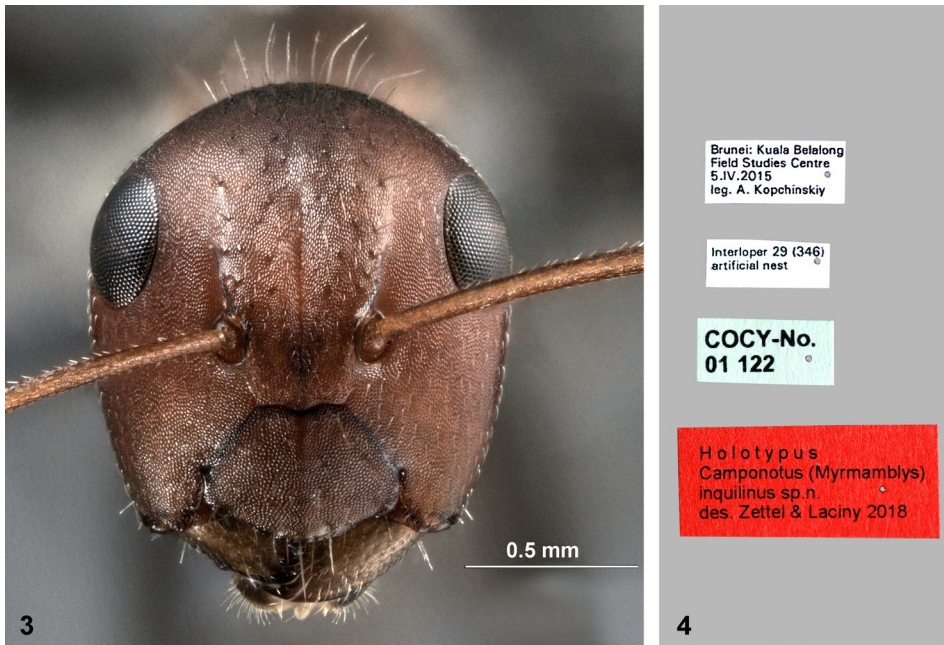 0.5 mm
3
Brunei: Kuala Belalong
Field Studies Centre
5.IV.2015
leg. A. Kopchinskiy
Interloper 29 (346)
artificial nest
COCY-No.
01 122
Holotypus
Camponotus (Myrmamblys)
inquilinus sp.n.
des. Zettel & Laciny 2018
4